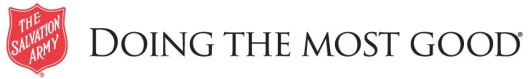 THE
SALVATION
ARMY
DOING THE MOST GOOD®